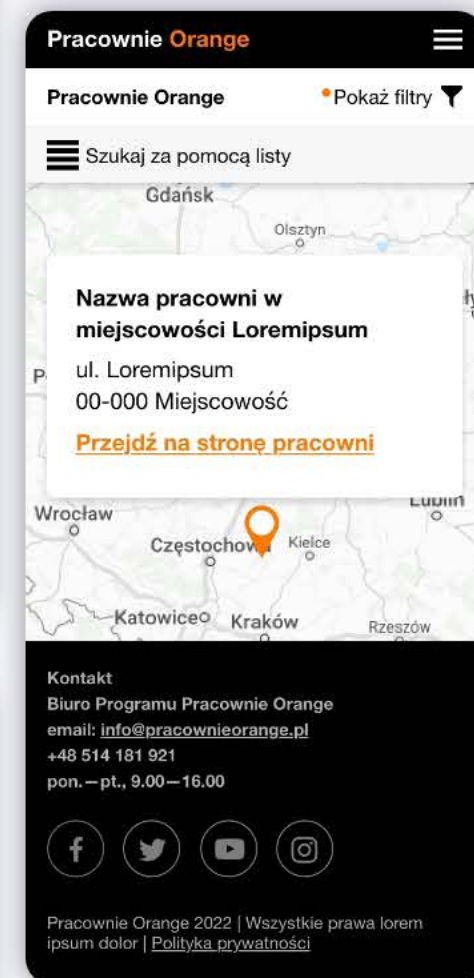 Pracownie Orange
Pracownie Orange
Pokaż filtry
Szukaj za pomocą listy
Gdańsk
Olsztyn
Nazwa pracowni w
miejscowości Loremipsum
ul. Loremipsum
00-000 Miejscowość
Przejdź na stronę pracowni
Lublin
Wrocław
Częstochowa
Kielce
Katowice
Kraków
Rzeszów
Kontakt
Biuro Programu Pracownie Orange
email: info@pracownieorange.pl
+48 514 181 921
pon.—pt., 9.00—16.00
Pracownie Orange 2022 | Wszystkie prawa lorem
ipsum dolor | Polityka prywatności